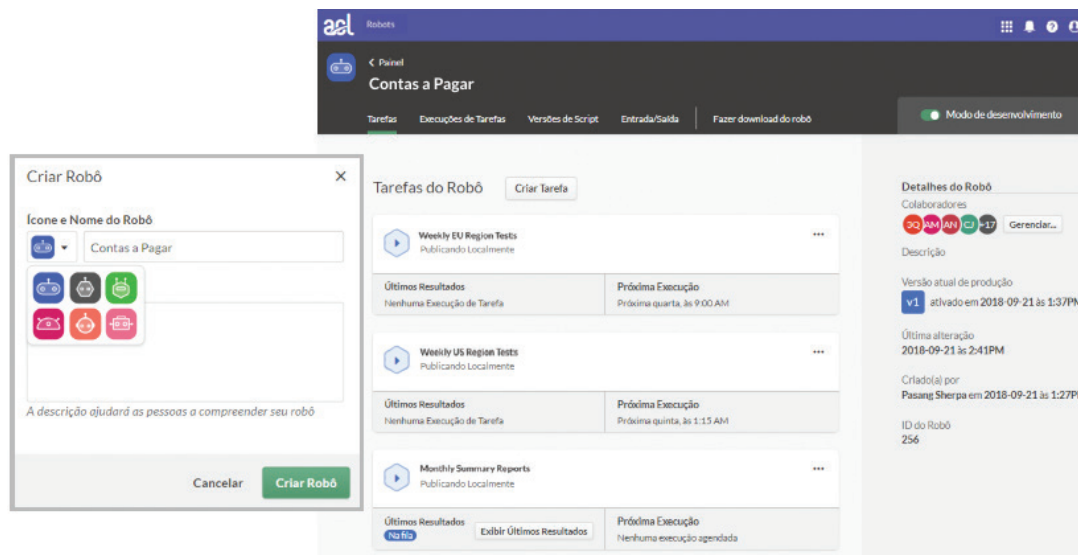 acl Robots
Painel
Contas a Pagar
Tarefas Execuções de Tarefas Versões de Script Entrada/Saída Fazer download do robô
Modo de desenvolvimento
Criar Robô
Ícone e Nome do Robô
Contas a Pagar
A descrição ajudará as pessoas a compreender seu robô
Cancelar Criar Robô
Tarefas do Robô Criar Tarefa
Weekly EU Region Tests
Publicando Localmente
Últimos Resultados Próxima Execução
Nenhuma Execução de Tarefa Próxima quarta, às 9:00 AM
Weekly US Region Tests
Publicando Localmente
Últimos Resultados Próxima Execução
Nenhuma Execução de Tarefa Próxima quinta, às 1:15 AM
Monthly Summary Reports
Publicando Localmente
Últimos Resultados Próxima Execução
Na fila Exibir Últimos Resultados Nenhuma execução agendada
Detalhes do Robô
Colaboradores
JQ AM AN CJ +17 Gerenciar...
Descrição
Versão atual de produção
v1 ativado em 2018-09-21 às 1:37PM
Última alteração
2018-09-21 às 2:41PM
Criado(a) por
Pasang Sherpa em 2018-09-21 às 1:27P
ID do Robô
256